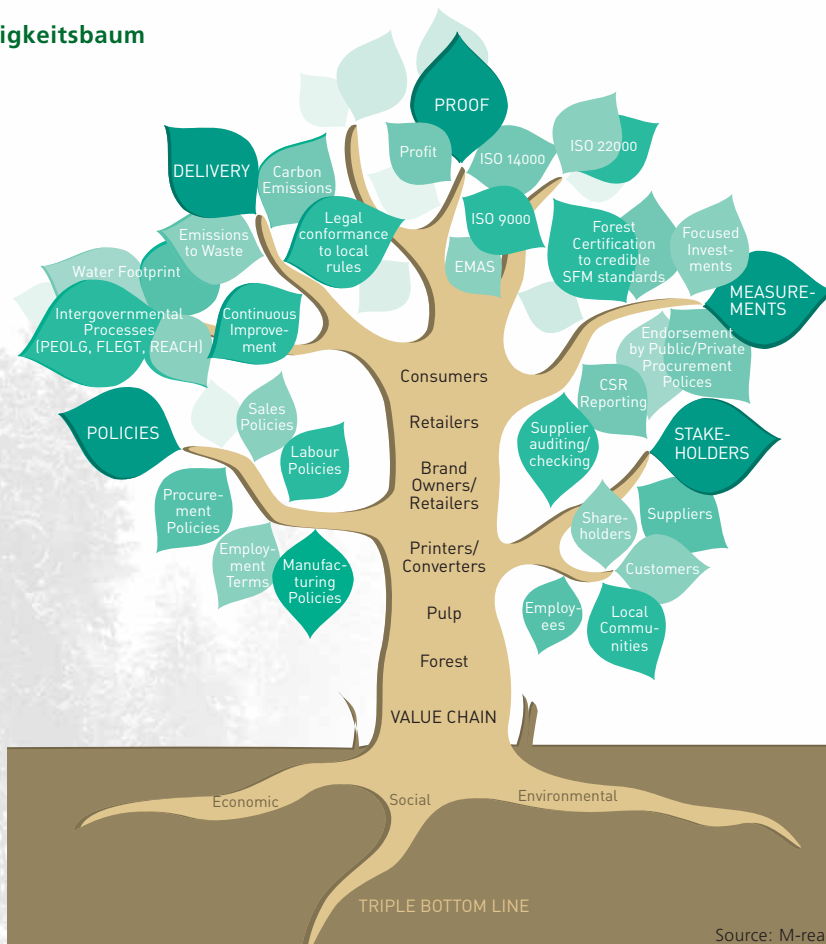 igkeitsbaum
PROOF
Profit
ISO 14000
ISO 22000
DELIVERY
Carbon
Emissions
Legal
conformance
to local
rules
ISO 9000
EMAS
Forest
Certification
to credible
SFM standards
Focused
Invest-
ments
Emissions
to Waste
Water Footprint
Intergovernmental
Processes
(PEOLG, FLEGT, REACH)
Continuous
Improve-
ment
MEASURE-
MENTS
Endorsement
by Public/Private
Procurement
Polices
CSR
Reporting
Supplier
auditing/
checking
STAKE-
HOLDERS
POLICIES
Sales
Policies
Labour
Policies
Procure-
ment
Policies
Employ-
ment
Terms
Manufac-
turing
Policies
Share-
holders
Suppliers
Customers
Employ-
ees
Local
Commu-
nities
Consumers
Retailers
Brand
Owners/
Retailers
Printers/
Converters
Pulp
Forest
VALUE CHAIN
Economic
Social
Environmental
TRIPLE BOTTOM LINE
Source: M-rea